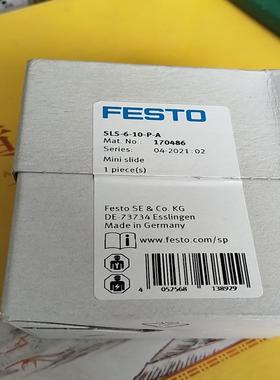 FESTO
SLS-6-10-P-A
Mat. No.: 170486
Series: 04-2021:02
Mini slide
1 piece(s)
Festo SE & Co. KG
DE-73734 Esslingen
Made in Germany
www.festo.com/sp
4 052568 138929